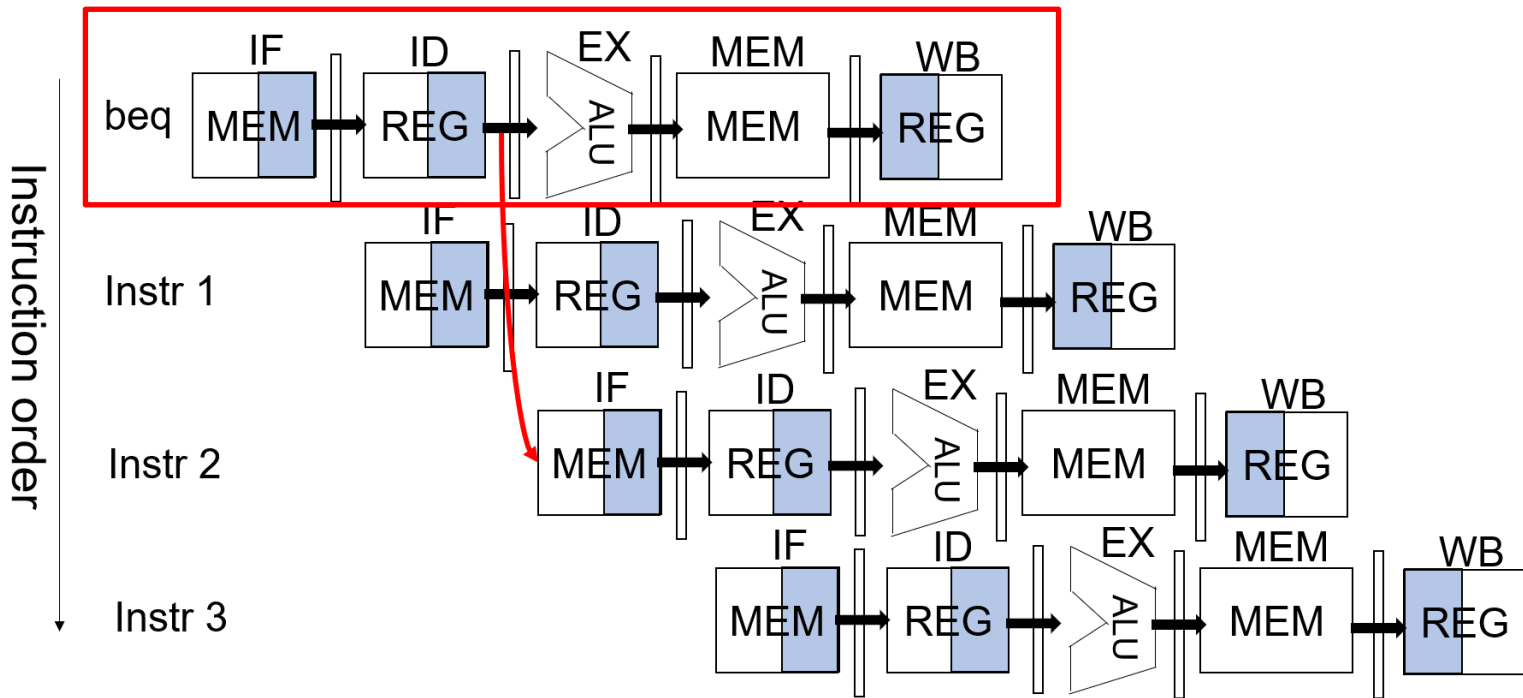 Instruction order
IF ID EX MEM WB
beq MEM REG ALU MEM REG
IF ID EX MEM WB
Instr 1 MEM REG ALU MEM REG
IF ID EX MEM WB
Instr 2 MEM REG ALU MEM REG
IF ID EX MEM WB
Instr 3 MEM REG ALU MEM REG